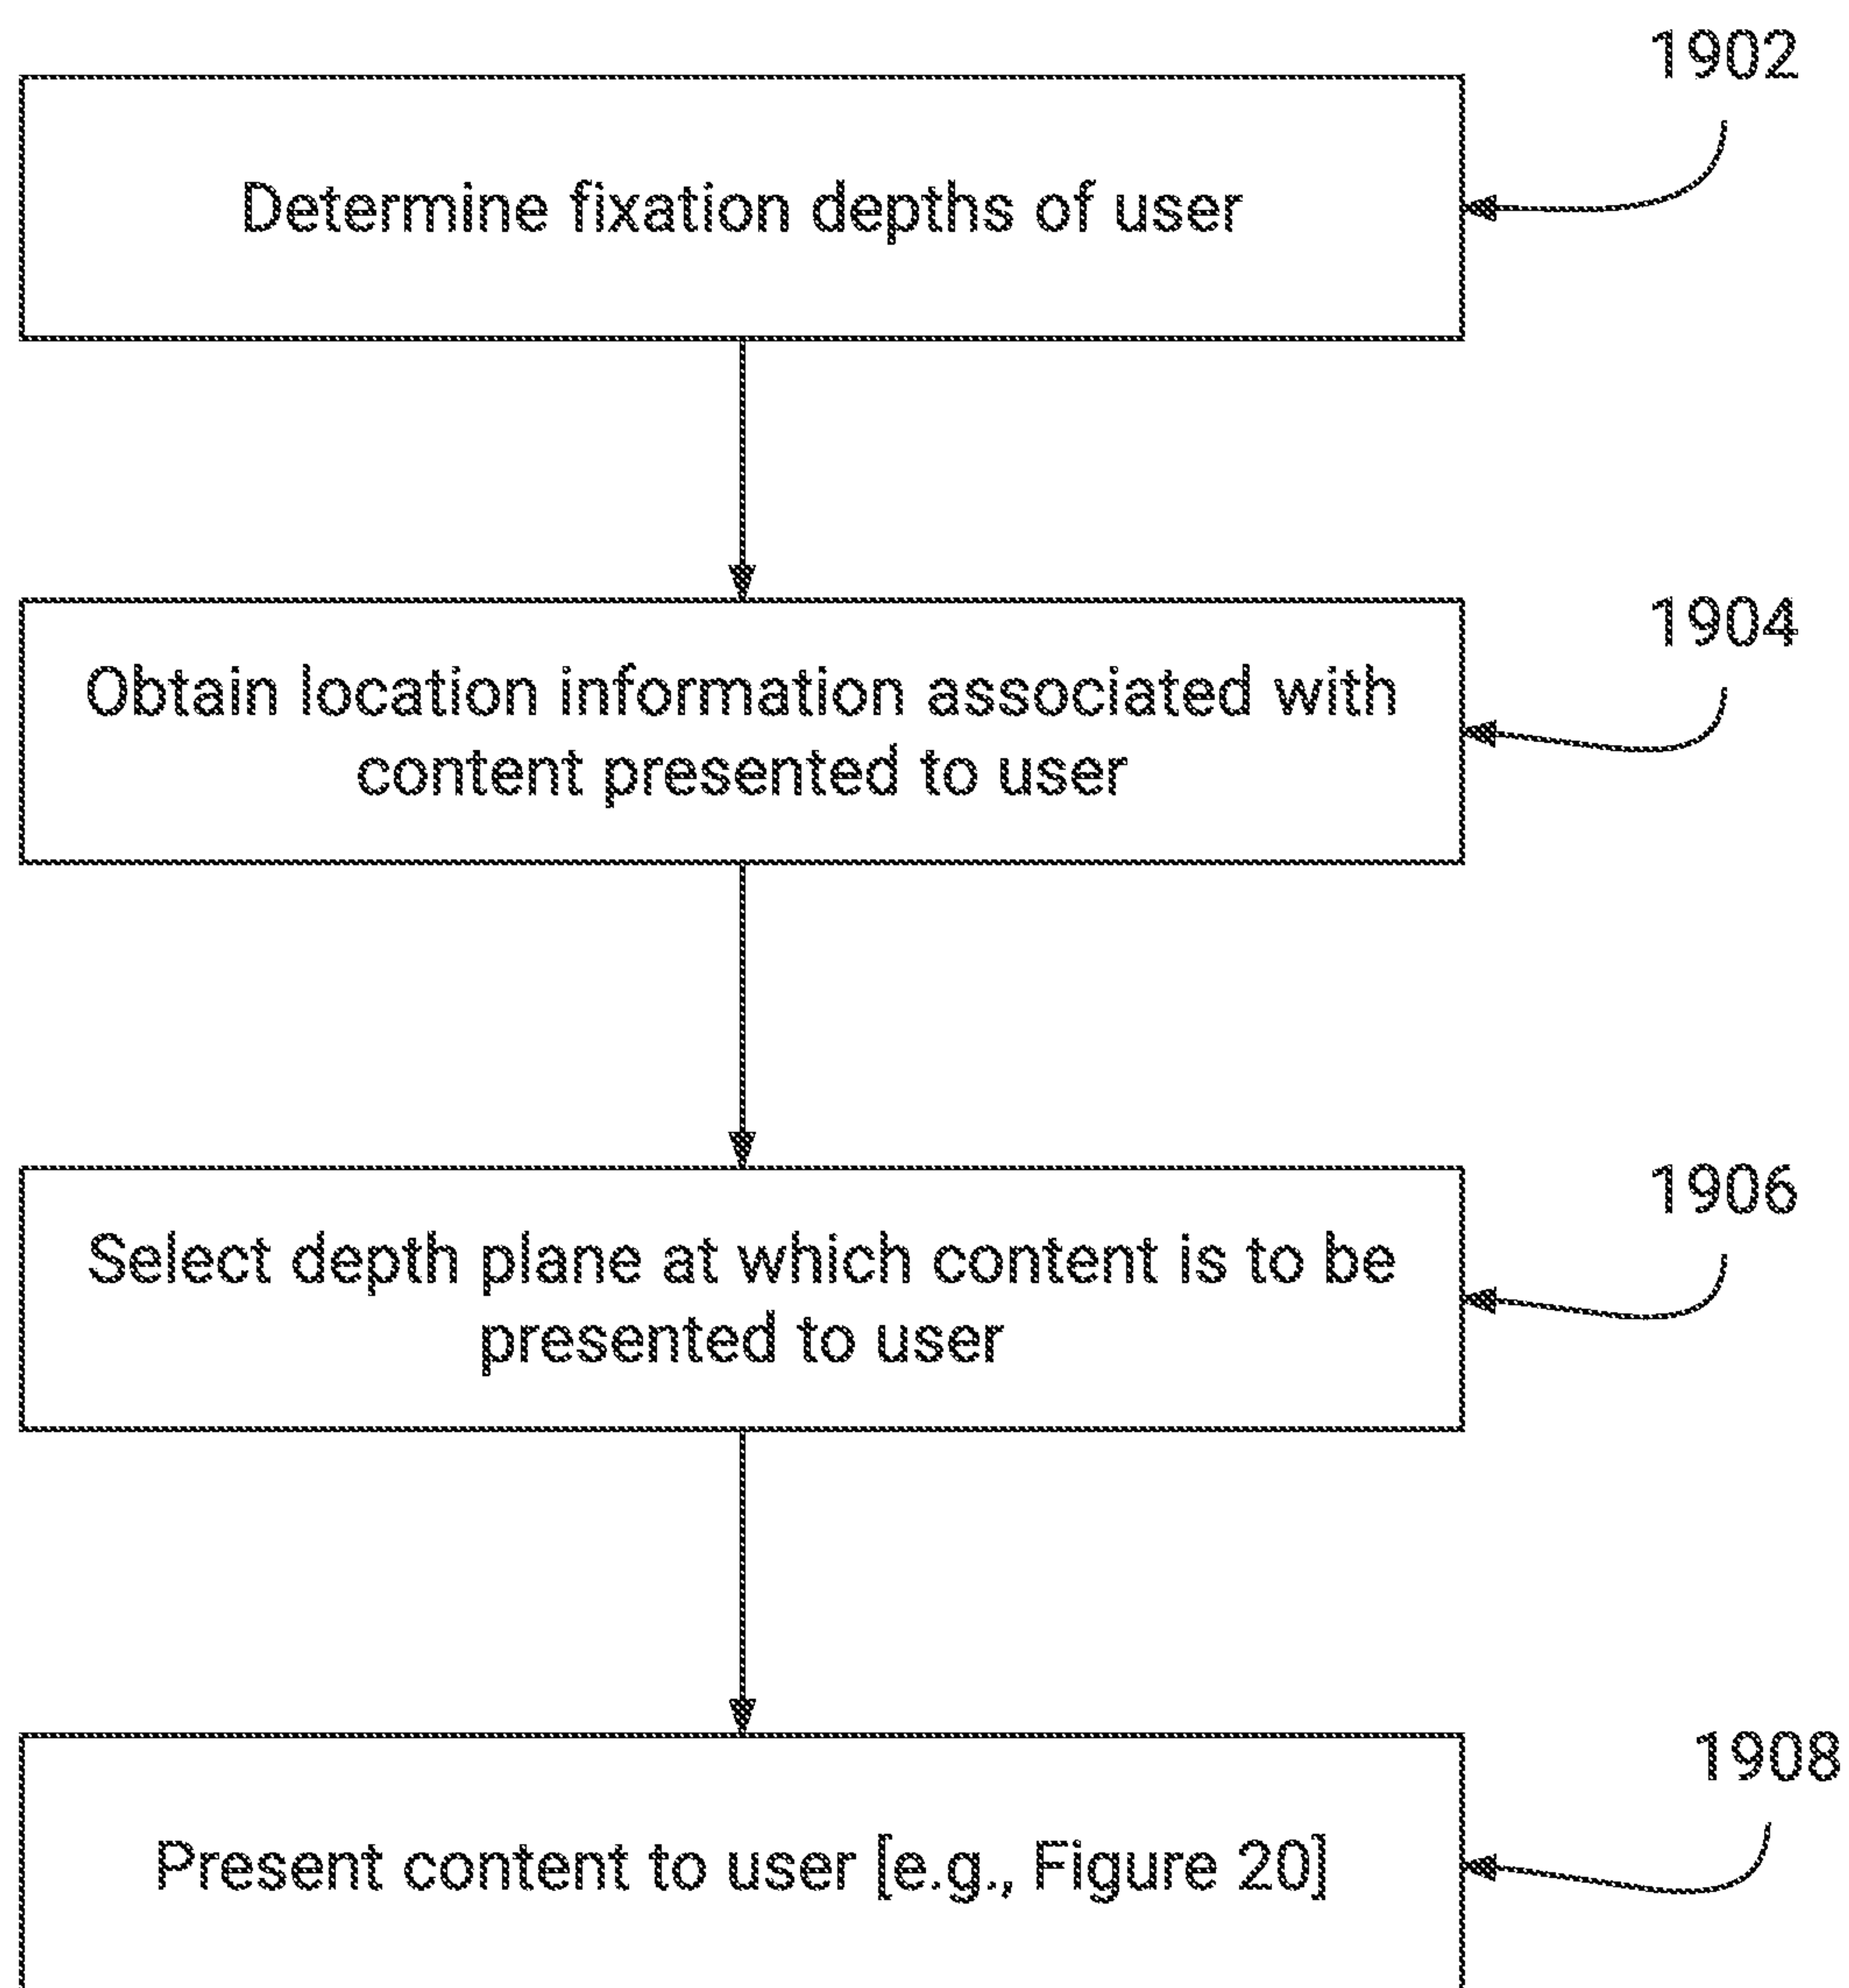 1902
Determine fixation depths of user
1904
Obtain location information associated with
content presented to user
1906
Select depth plane at which content is to be
presented to user
1908
Present content to user [e.g., Figure 20]